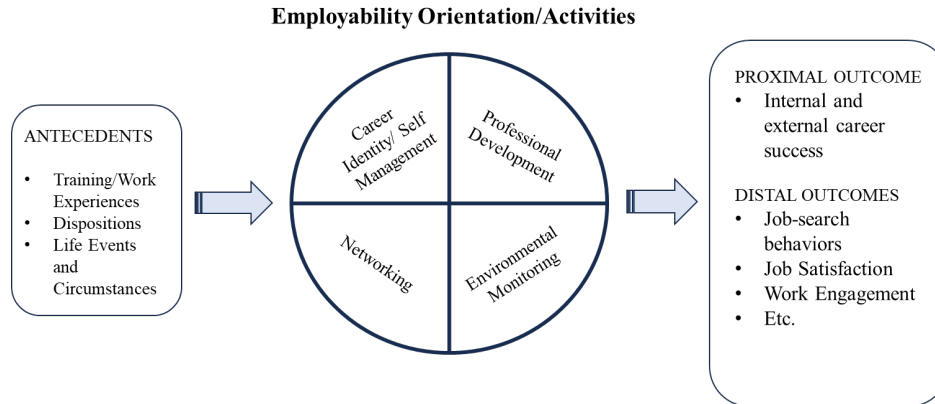 Employability Orientation/Activities
ANTECEDENTS
• Training/Work
Experiences
• Dispositions
• Life Events
and
Circumstances
Career
Identity/ Self
Management
Professional
Development
Networking
Environmental
Monitoring
PROXIMAL OUTCOME
• Internal and
external career
success
DISTAL OUTCOMES
• Job-search
behaviors
• Job Satisfaction
• Work Engagement
• Etc.